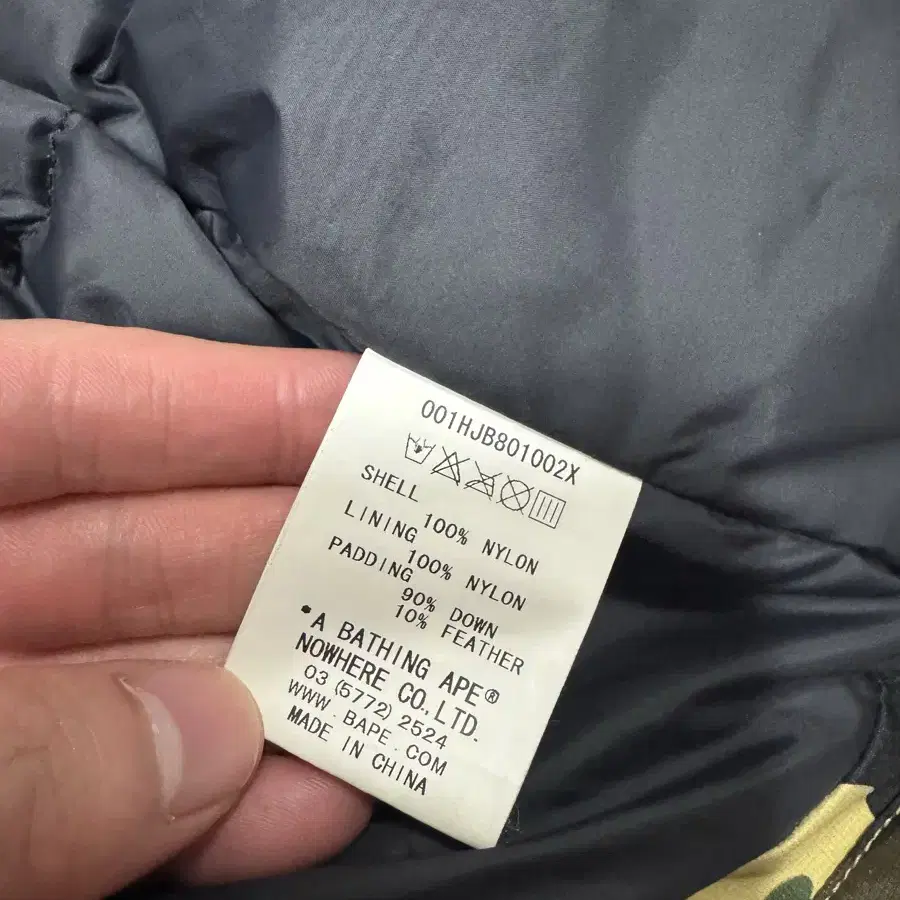 001HJB801002X
SHELL
100% NYLON
LINING
100% NYLON
PADDING
90% DOWN
10% FEATHER
*A BATHING APE®
NOWHERE CO.,LTD.
03 (5772) 2524
WWW.BAPE.COM
MADE IN CHINA